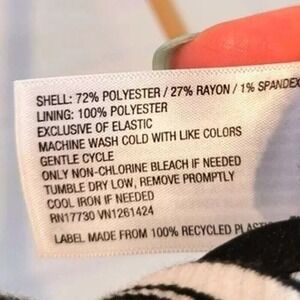 SHELL: 72% POLYESTER / 27% RAYON / 1% SPANDEX
LINING: 100% POLYESTER
EXCLUSIVE OF ELASTIC
MACHINE WASH COLD WITH LIKE COLORS
GENTLE CYCLE
ONLY NON-CHLORINE BLEACH IF NEEDED
TUMBLE DRY LOW, REMOVE PROMPTLY
COOL IRON IF NEEDED
RN17730 VN1261424
LABEL MADE FROM 100% RECYCLED PLASTIC